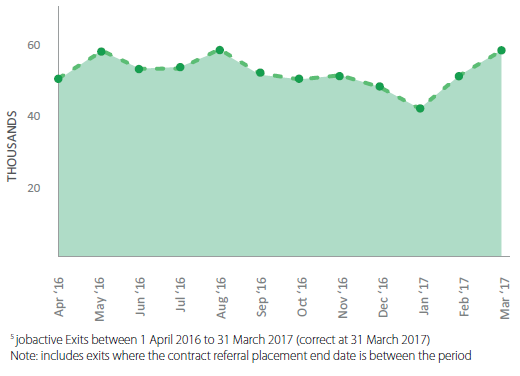 60
40
20
THOUSANDS
Apr '16
May '16
Jun '16
Jul '16
Aug '16
Sep '16
Oct '16
Nov '16
Dec '16
Jan '17
Feb '17
Mar '17
5 jobactive Exits between 1 April 2016 to 31 March 2017 (correct at 31 March 2017)
Note: includes exits where the contract referral placement end date is between the period